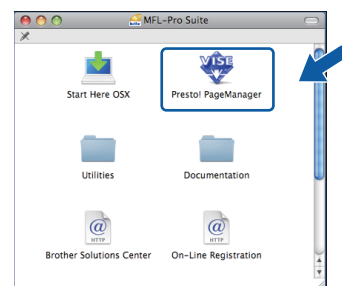 MFL-Pro Suite
VISE
Start Here OSX
Presto! PageManager
Utilities
Documentation
@
HTTP
@
HTTP
Brother Solutions Center
On-Line Registration